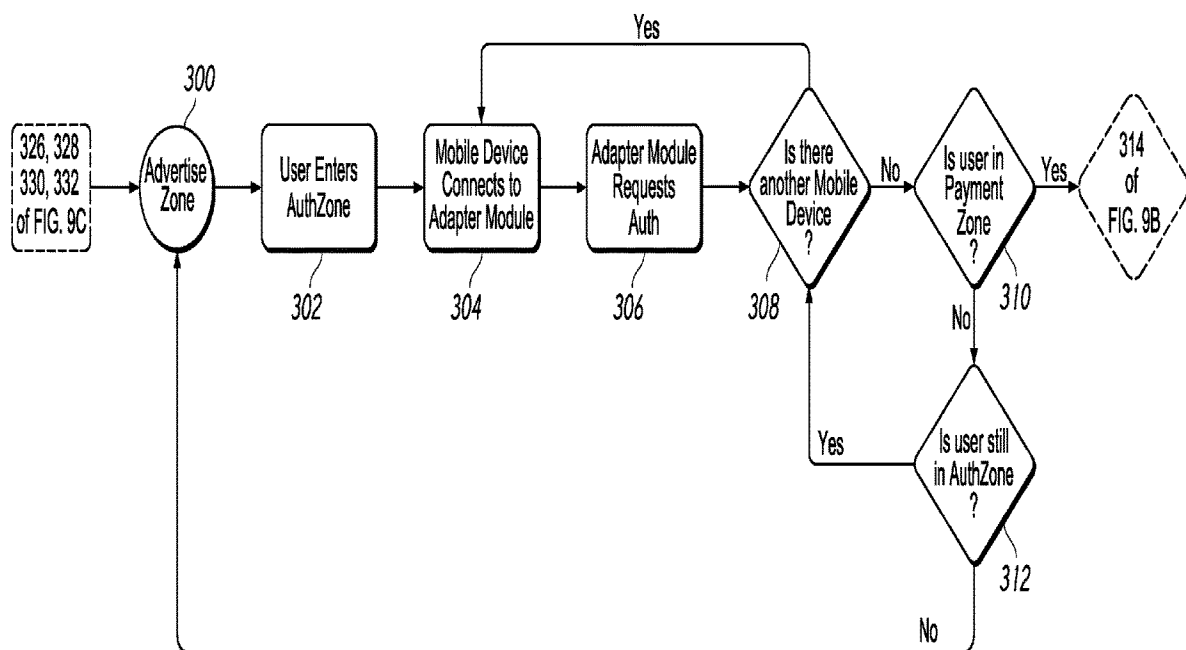 Yes
300
326, 328
330, 332
of FIG. 9C
Advertise
Zone
User Enters
AuthZone
302
Mobile Device
Connects to
Adapter Module
304
Adapter Module
Requests
Auth
306
Is there
another Mobile
Device
?
308
No
Is user in
Payment
Zone
?
310
Yes
314
of
FIG. 9B
No
Yes
Is user still
in AuthZone
?
312
No